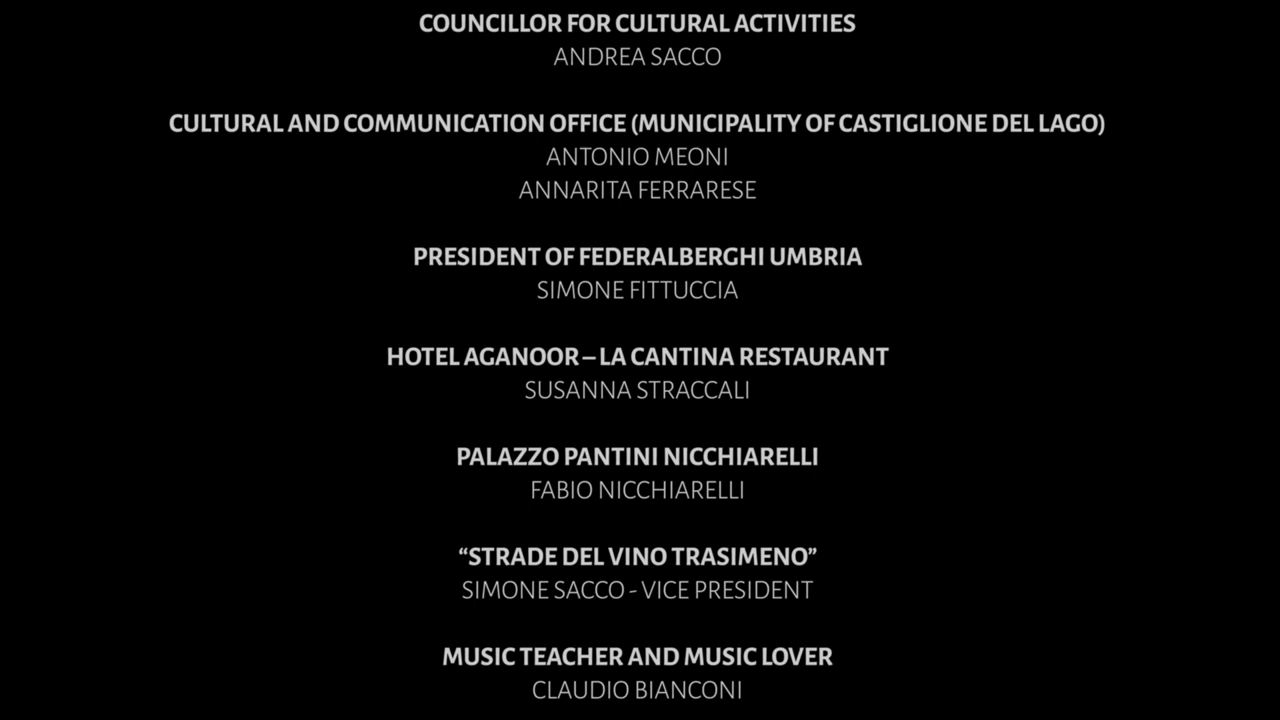 COUNCILLOR FOR CULTURAL ACTIVITIES
ANDREA SACCO
CULTURAL AND COMMUNICATION OFFICE (MUNICIPALITY OF CASTIGLIONE DEL LAGO)
ANTONIO MEONI
ANNARITA FERRARESE
PRESIDENT OF FEDERALBERGHI UMBRIA
SIMONE FITTUCCIA
HOTEL AGANOOR – LA CANTINA RESTAURANT
SUSANNA STRACCALI
PALAZZO PANTINI NICCHIARELLI
FABIO NICCHIARELLI
“STRADE DEL VINO TRASIMENO”
SIMONE SACCO - VICE PRESIDENT
MUSIC TEACHER AND MUSIC LOVER
CLAUDIO BIANCONI